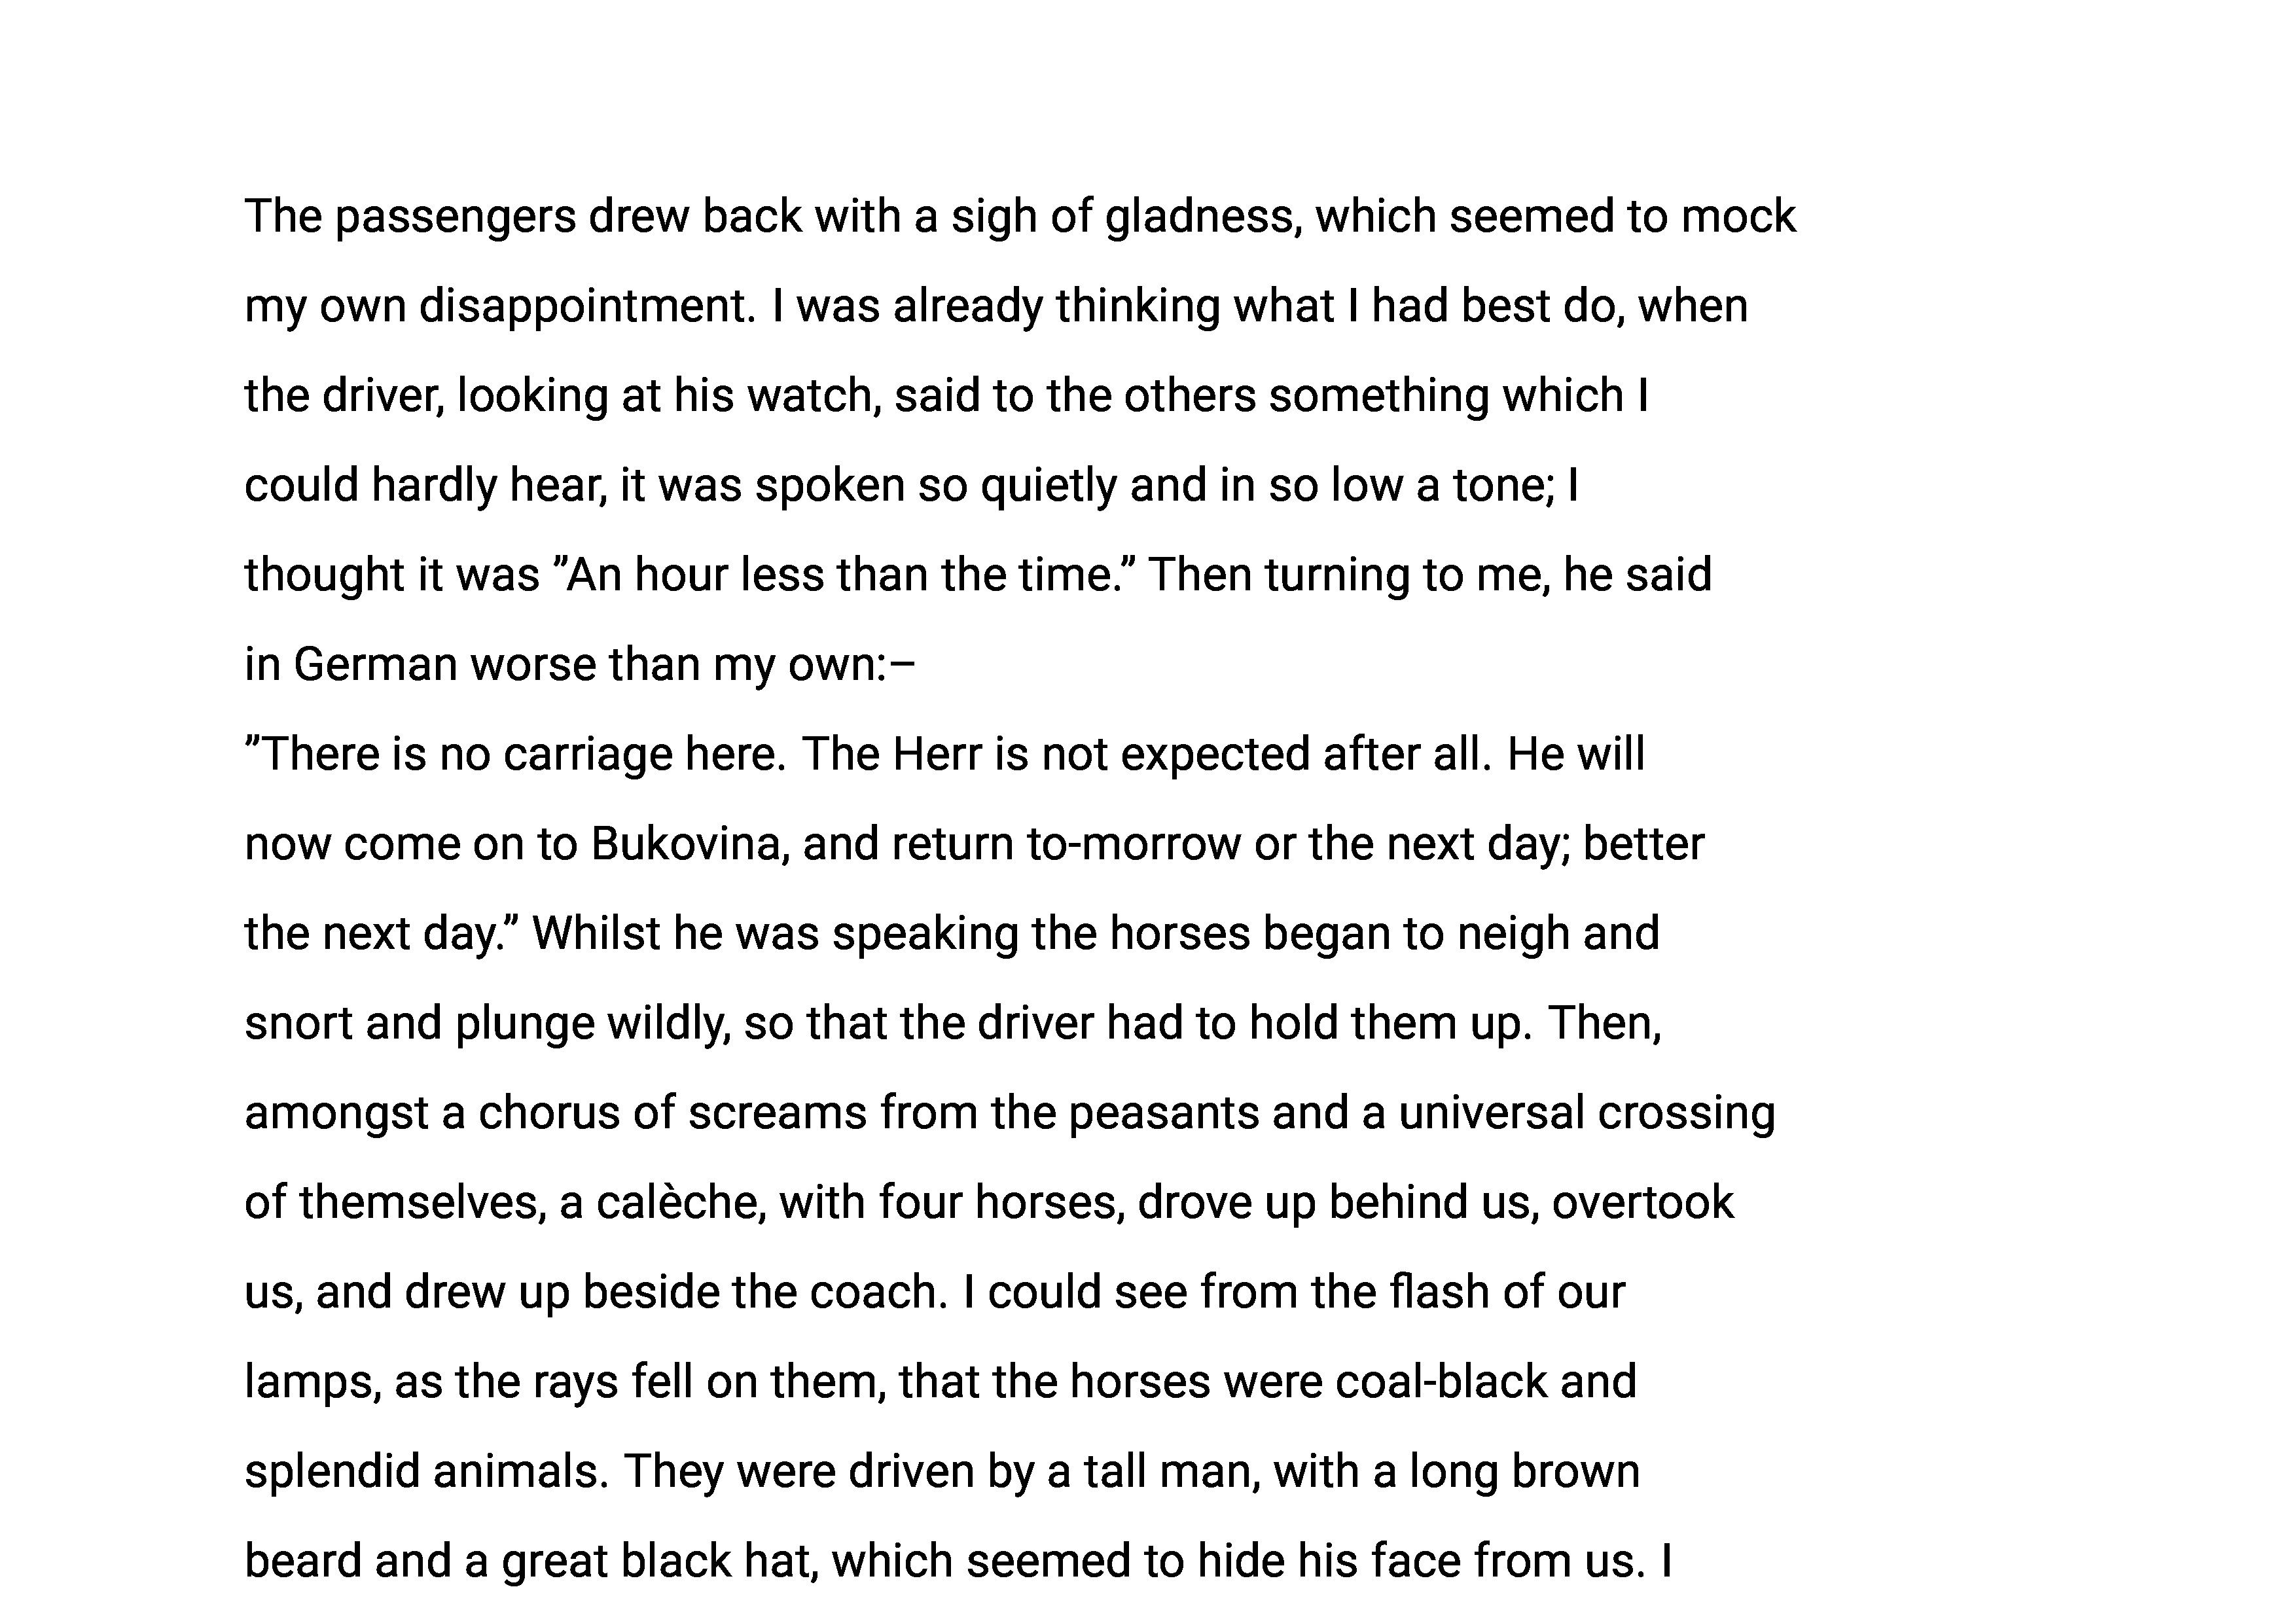 The passengers drew back with a sigh of gladness, which seemed to mock
my own disappointment. I was already thinking what I had best do, when
the driver, looking at his watch, said to the others something which I
could hardly hear, it was spoken so quietly and in so low a tone; I
thought it was ”An hour less than the time.” Then turning to me, he said
in German worse than my own:–
”There is no carriage here. The Herr is not expected after all. He will
now come on to Bukovina, and return to-morrow or the next day; better
the next day.” Whilst he was speaking the horses began to neigh and
snort and plunge wildly, so that the driver had to hold them up. Then,
amongst a chorus of screams from the peasants and a universal crossing
of themselves, a calèche, with four horses, drove up behind us, overtook
us, and drew up beside the coach. I could see from the flash of our
lamps, as the rays fell on them, that the horses were coal-black and
splendid animals. They were driven by a tall man, with a long brown
beard and a great black hat, which seemed to hide his face from us. I